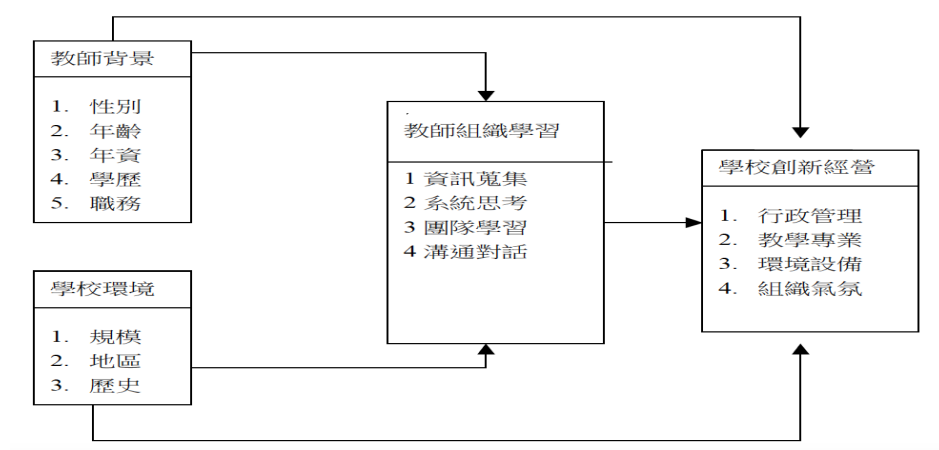 教師背景
1. 性別
2. 年齡
3. 年資
4. 學歷
5. 職務
學校環境
1. 規模
2. 地區
3. 歷史
教師組織學習
1 資訊蒐集
2 系統思考
3 團隊學習
4 溝通對話
學校創新經營
1. 行政管理
2. 教學專業
3. 環境設備
4. 組織氣氛